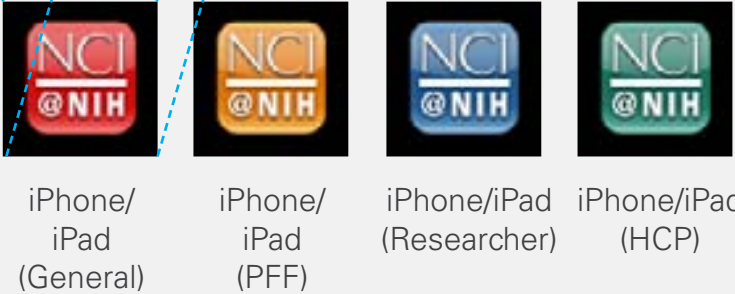 NCI
@NIH
NCI
@NIH
NCI
@NIH
NCI
@NIH
iPhone/
iPad
(General)
iPhone/
iPad
(PFF)
iPhone/iPad
(Researcher)
iPhone/iPad
(HCP)